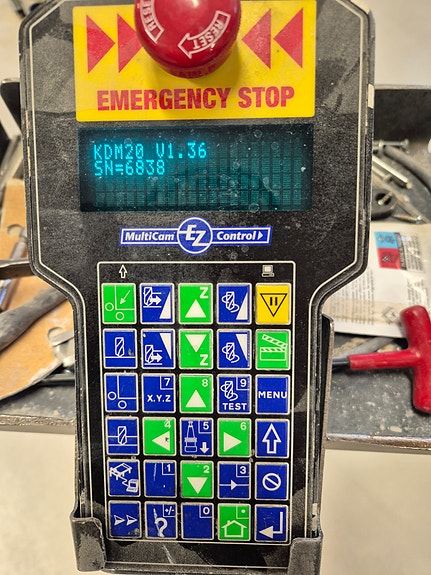 RESET
RESET
EMERGENCY STOP
KDM20 V1.36
SN=6838
MultiCam EZ Control
Z
Z
7
X.Y.Z
8
9
TEST
MENU
4
5
6
1
2
3
+/-
0